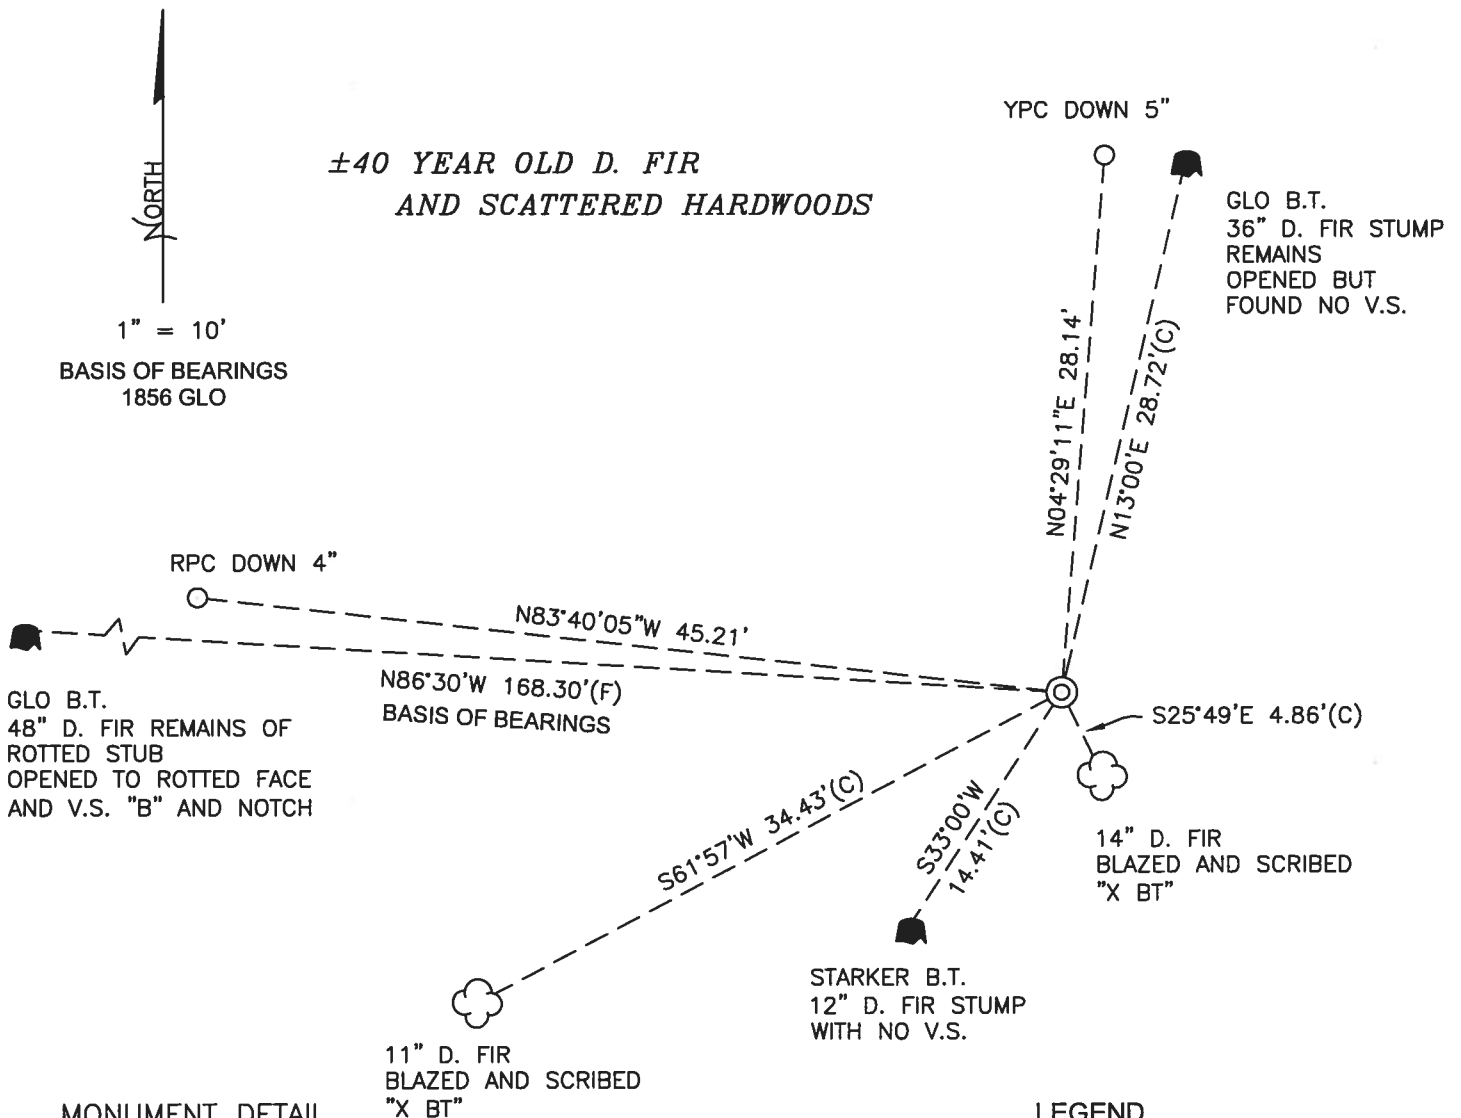 NORTH
1" = 10'
BASIS OF BEARINGS
1856 GLO
±40 YEAR OLD D. FIR
AND SCATTERED HARDWOODS
YPC DOWN 5"
GLO B.T.
36" D. FIR STUMP
REMAINS
OPENED BUT
FOUND NO V.S.
N04°29'11"E 28.14'
N13°00'E 28.72'(C)
RPC DOWN 4"
N83°40'05"W 45.21'
N86°30'W 168.30'(F)
BASIS OF BEARINGS
GLO B.T.
48" D. FIR REMAINS OF
ROTTED STUB
OPENED TO ROTTED FACE
AND V.S. "B" AND NOTCH
S25°49'E 4.86'(C)
14" D. FIR
BLAZED AND SCRIBED
"X BT"
S61°57'W 34.43'(C)
S33°00'W
14.41'(C)
STARKER B.T.
12" D. FIR STUMP
WITH NO V.S.
11" D. FIR
BLAZED AND SCRIBED
"X BT"
MONUMENT DETAIL
LEGEND